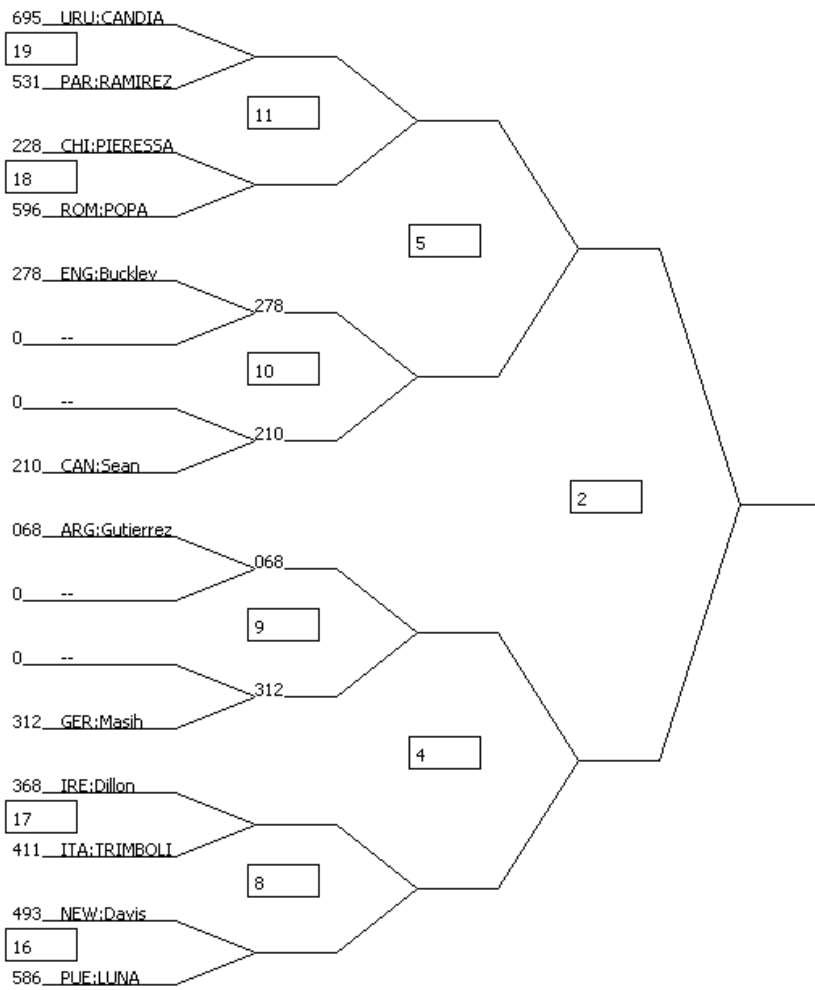 695 URU:CANDIA
19
531 PAR:RAMIREZ
11
228 CHI:PIERESSA
18
596 ROM:POPA
5
278 ENG:Buckley
278
0 --
10
0 --
210
210 CAN:Sean
2
068 ARG:Gutierrez
068
0 --
9
0 --
312
312 GER:Masih
4
368 IRE:Dillon
17
411 ITA:TRIMBOLI
8
493 NEW:Davis
16
586 PUE:LUNA